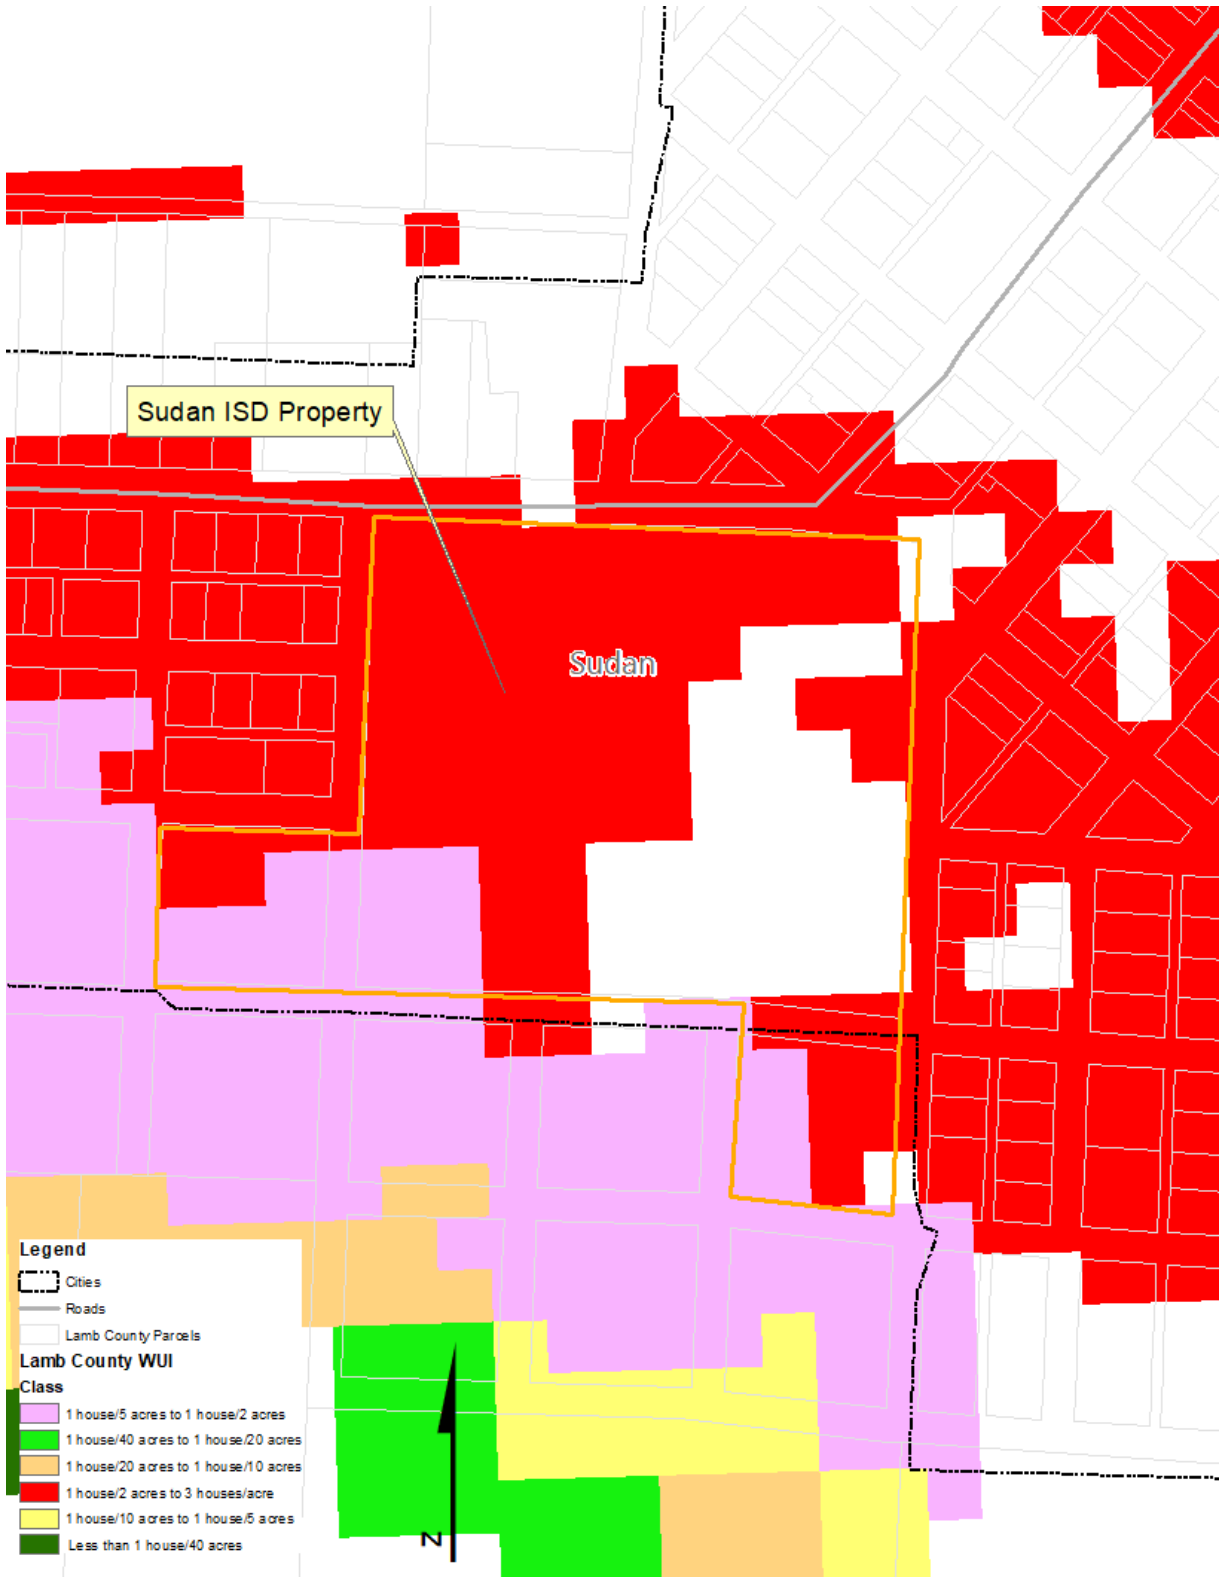 Sudan ISD Property
Sudan
Legend
Cities
Roads
Lamb County Parcels
Lamb County WUI
Class
1 house/5 acres to 1 house/2 acres
1 house/40 acres to 1 house/20 acres
1 house/20 acres to 1 house/10 acres
1 house/2 acres to 3 houses/acre
1 house/10 acres to 1 house/5 acres
Less than 1 house/40 acres
N